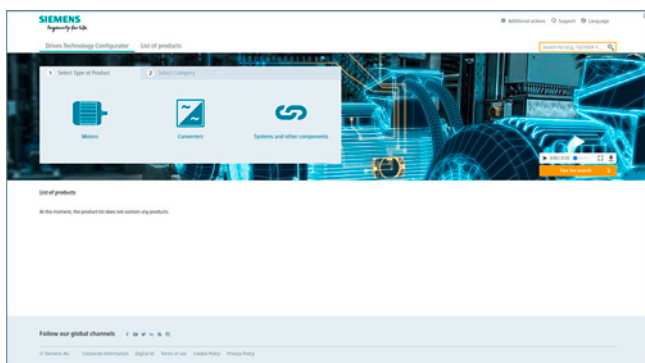 SIEMENS
Ingenuity for life
Additional actions Support Language
Drives Technology Configurator List of products
1 Select Type of Product 2 Select Category
Motors Converters Systems and other components
Tips for search
List of products
At the moment, the product list does not contain any products.
Follow our global channels
© Siemens AG Corporate Information Digital ID Terms of use Cookie Policy Privacy Policy